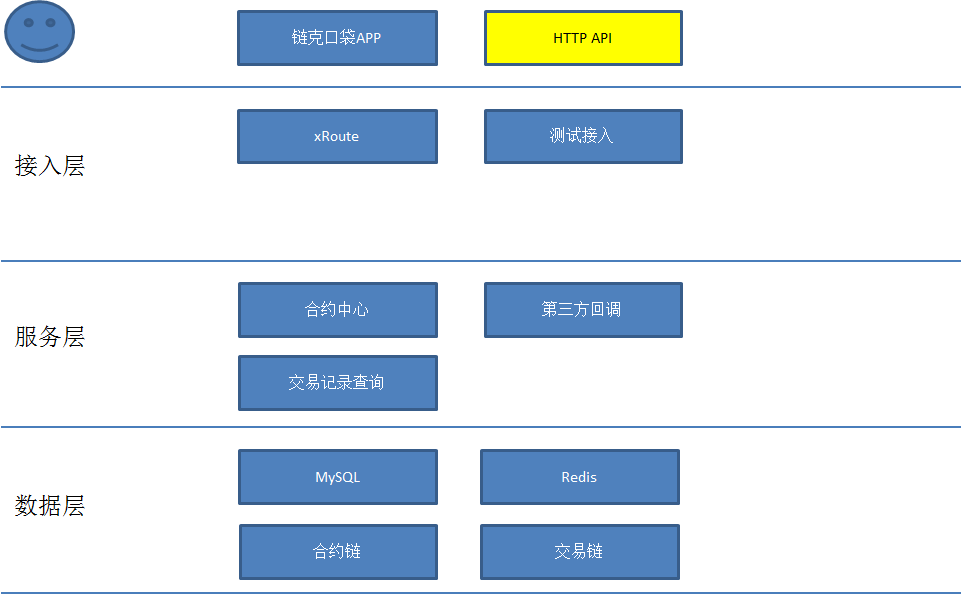 链克口袋APP
HTTP API
接入层
xRoute
测试接入
服务层
合约中心
第三方回调
交易记录查询
数据层
MySQL
Redis
合约链
交易链